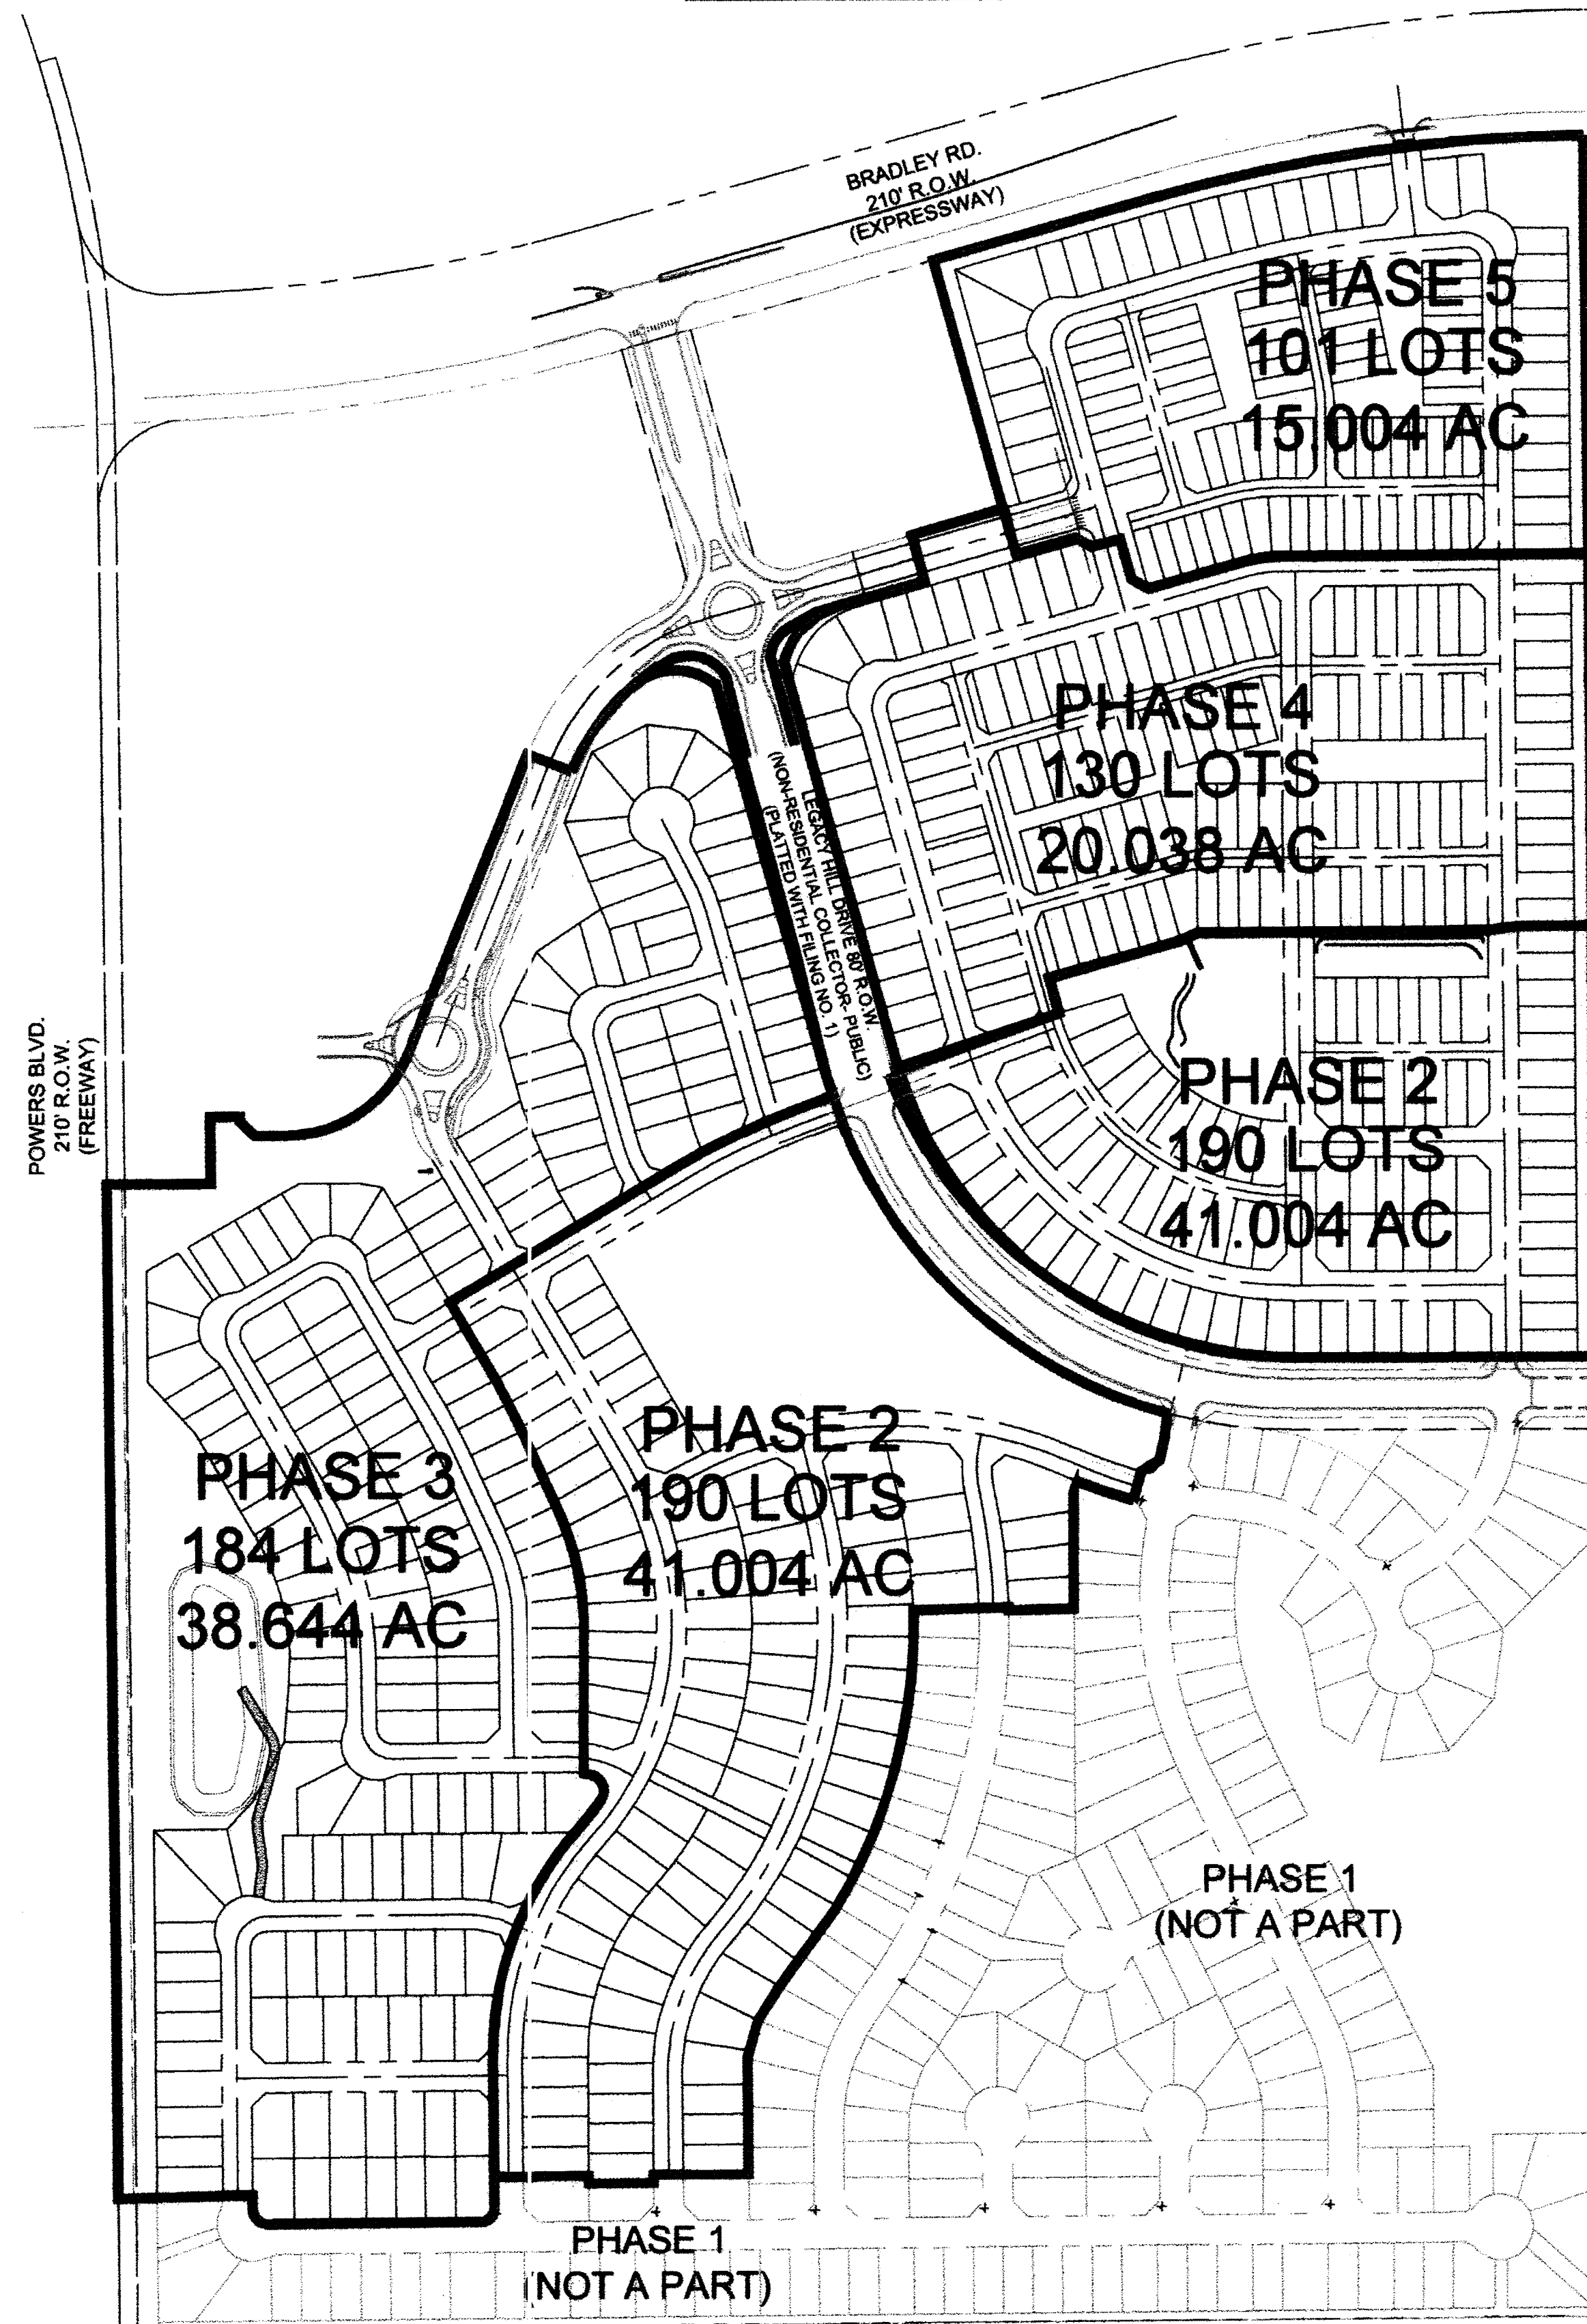 BRADLEY RD.
210' R.O.W.
(EXPRESSWAY)
PHASE 5
101 LOTS
15.004 AC
PHASE 4
130 LOTS
20.038 AC
LEGACY HILL DRIVE 80' R.O.W.
(NON-RESIDENTIAL COLLECTOR- PUBLIC)
(PLATTED WITH FILING NO. 1)
POWERS BLVD.
210' R.O.W.
(FREEWAY)
PHASE 2
190 LOTS
41.004 AC
PHASE 2
190 LOTS
41.004 AC
PHASE 3
184 LOTS
38.644 AC
PHASE 1
(NOT A PART)
PHASE 1
(NOT A PART)